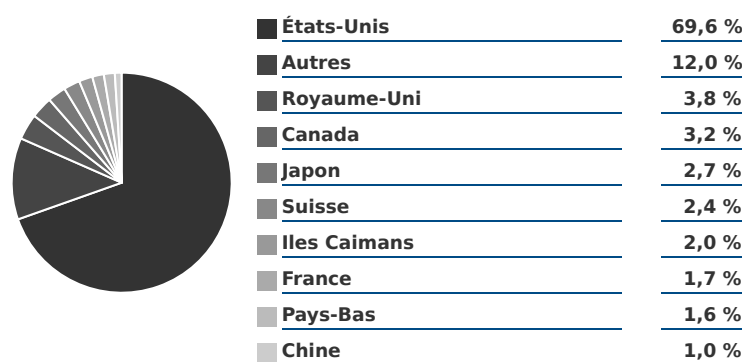 États-Unis 69,6 %
Autres 12,0 %
Royaume-Uni 3,8 %
Canada 3,2 %
Japon 2,7 %
Suisse 2,4 %
Iles Caimans 2,0 %
France 1,7 %
Pays-Bas 1,6 %
Chine 1,0 %